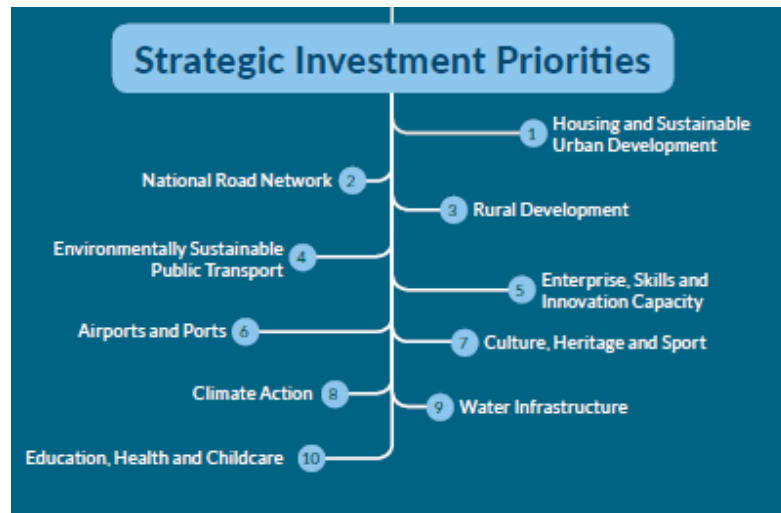 Strategic Investment Priorities
1 Housing and Sustainable
Urban Development
National Road Network 2
3 Rural Development
Environmentally Sustainable
Public Transport 4
5 Enterprise, Skills and
Innovation Capacity
Airports and Ports 6
7 Culture, Heritage and Sport
Climate Action 8
9 Water Infrastructure
Education, Health and Childcare 10